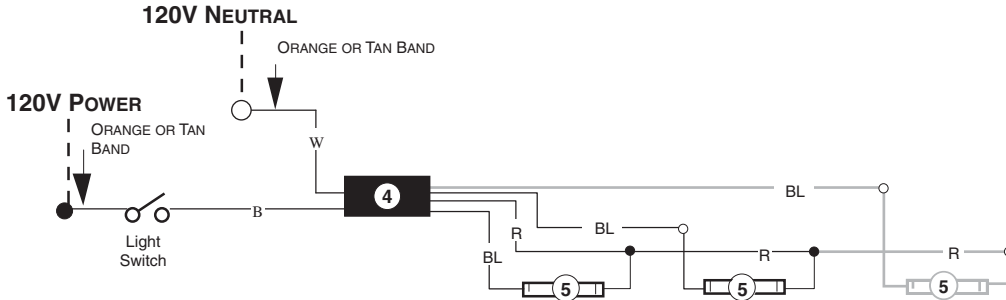 120V NEUTRAL
ORANGE OR TAN BAND
120V POWER
ORANGE OR TAN
BAND
W
4
BL
B
R
BL
R
R
Light
Switch
BL
5
5
5